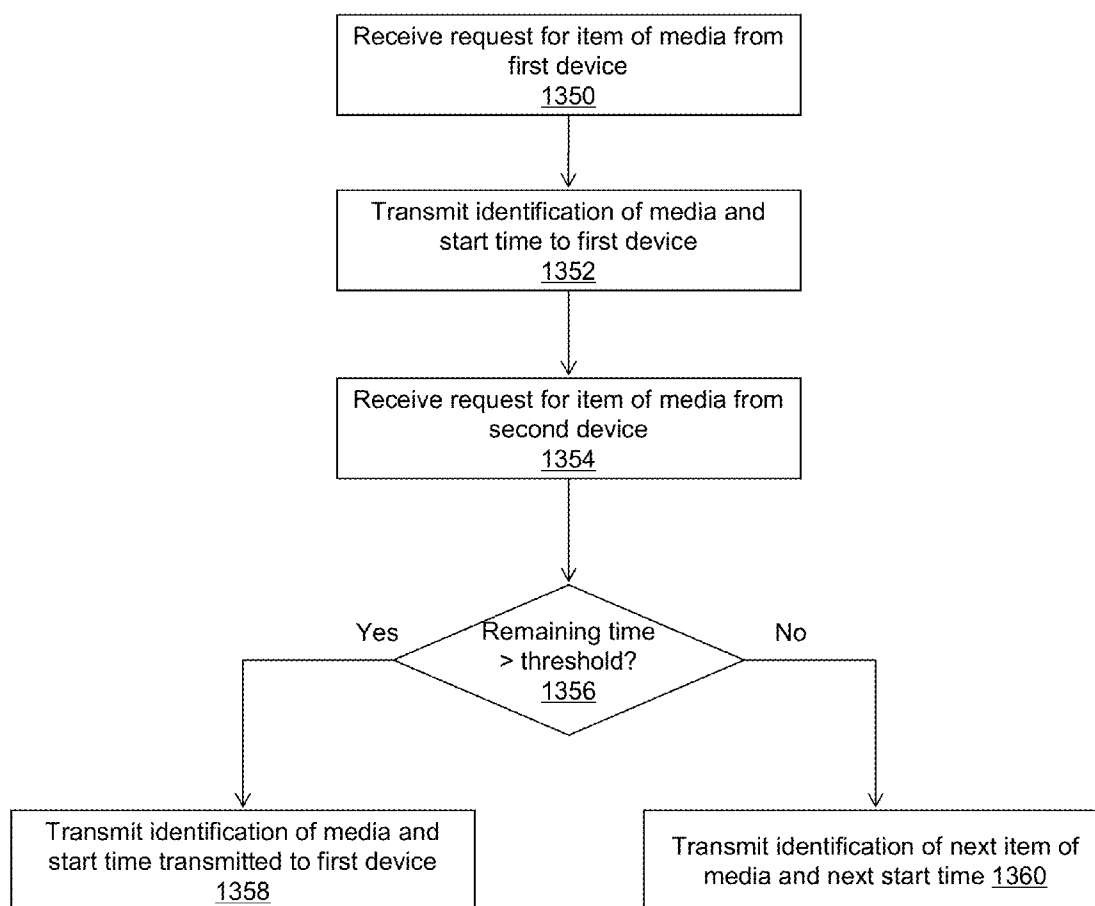 Receive request for item of media from
first device
1350
Transmit identification of media and
start time to first device
1352
Receive request for item of media from
second device
1354
Yes
Remaining time
> threshold?
1356
No
Transmit identification of media and
start time transmitted to first device
1358
Transmit identification of next item of
media and next start time 1360